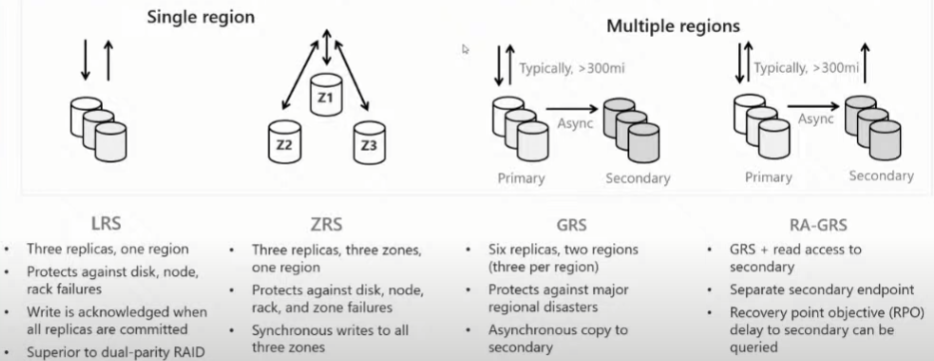 Single region
Multiple regions
Typically, >300mi
Typically, >300mi
Z1
Z2
Z3
Async
Async
Primary
Secondary
Primary
Secondary
LRS
• Three replicas, one region
• Protects against disk, node,
rack failures
• Write is acknowledged when
all replicas are committed
• Superior to dual-parity RAID
ZRS
• Three replicas, three zones,
one region
• Protects against disk, node,
rack, and zone failures
• Synchronous writes to all
three zones
GRS
• Six replicas, two regions
(three per region)
• Protects against major
regional disasters
• Asynchronous copy to
secondary
RA-GRS
• GRS + read access to
secondary
• Separate secondary endpoint
• Recovery point objective (RPO)
delay to secondary can be
queried